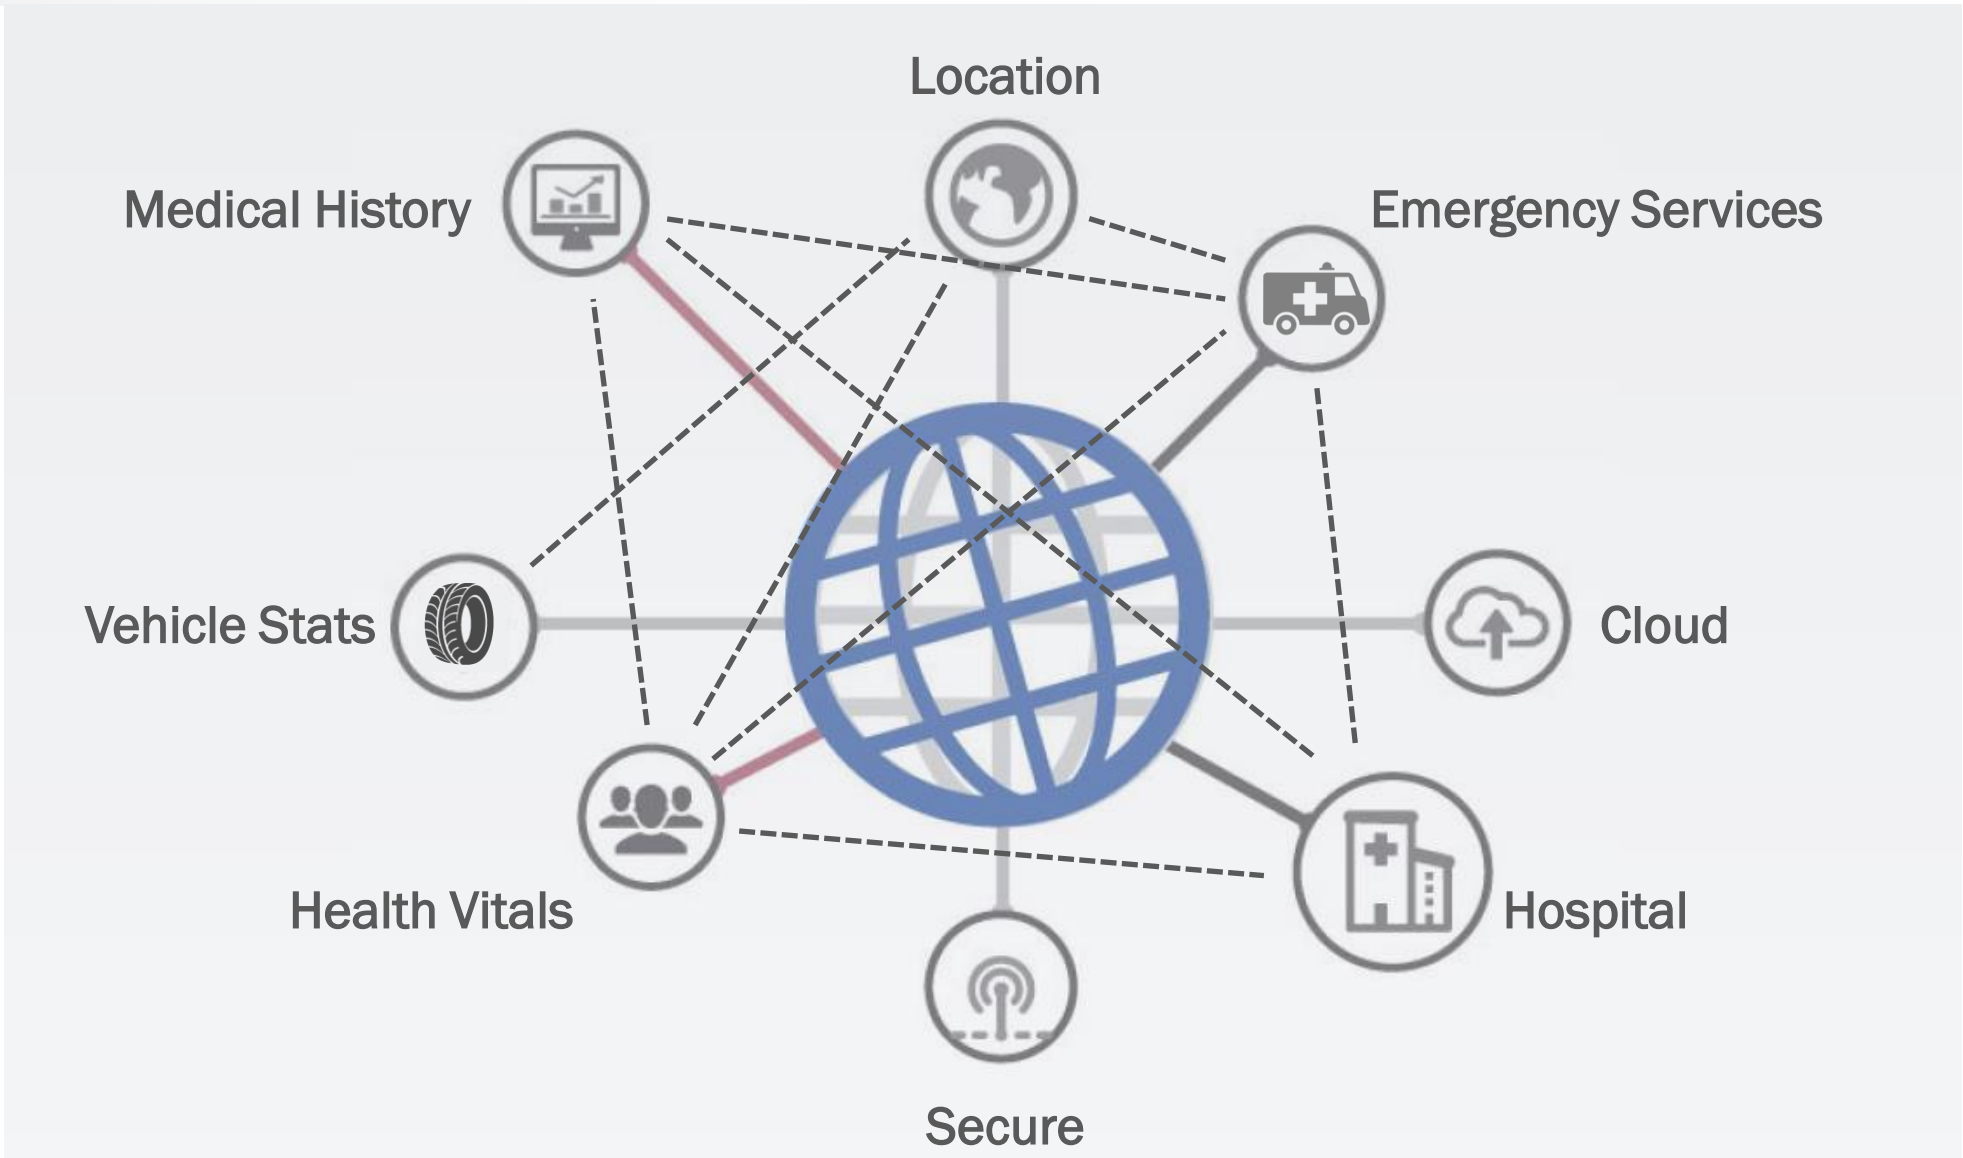 Location
Medical History
Emergency Services
Vehicle Stats
Cloud
Health Vitals
Hospital
Secure